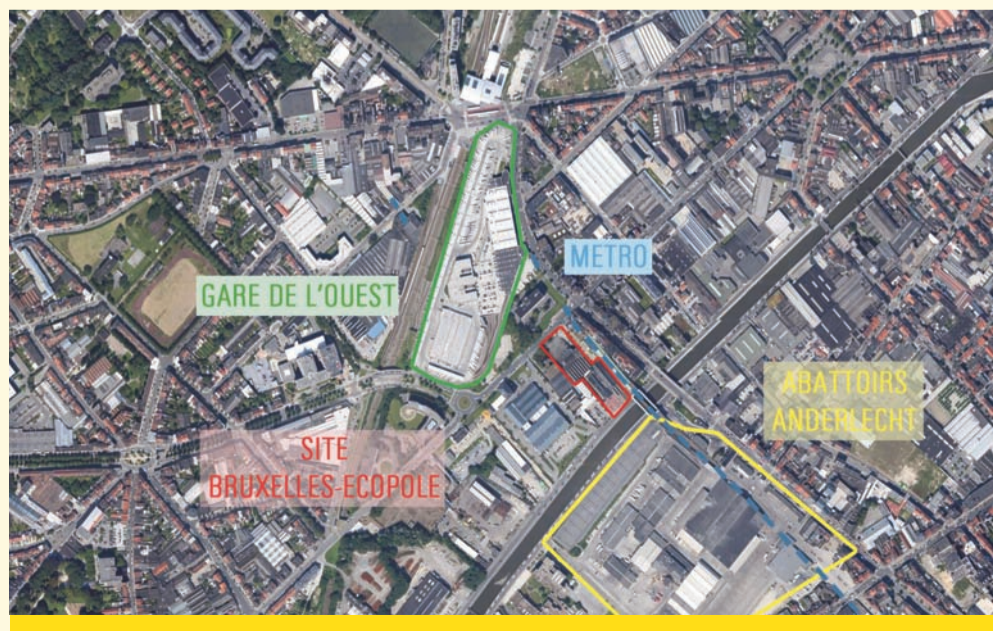 METRO
GARE DE L'OUEST
ABATTOIRS
ANDERLECHT
SITE
BRUXELLES-ECOPOLE